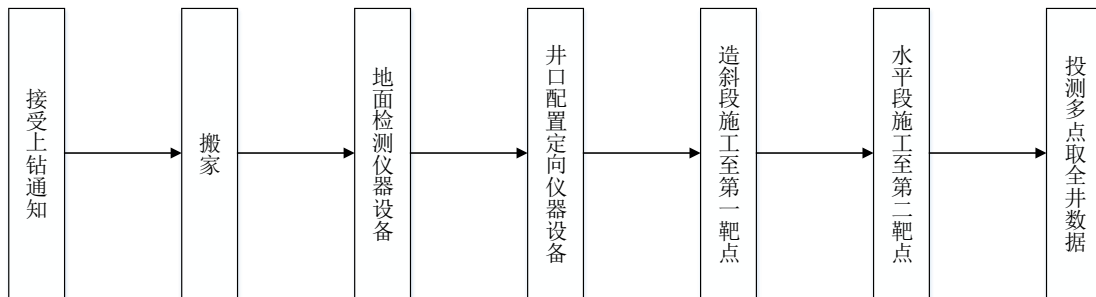 接受上钻通知
搬家
地面检测仪器设备
井口配置定向仪器设备
造斜段施工至第一靶点
水平段施工至第二靶点
投测多点取全井数据